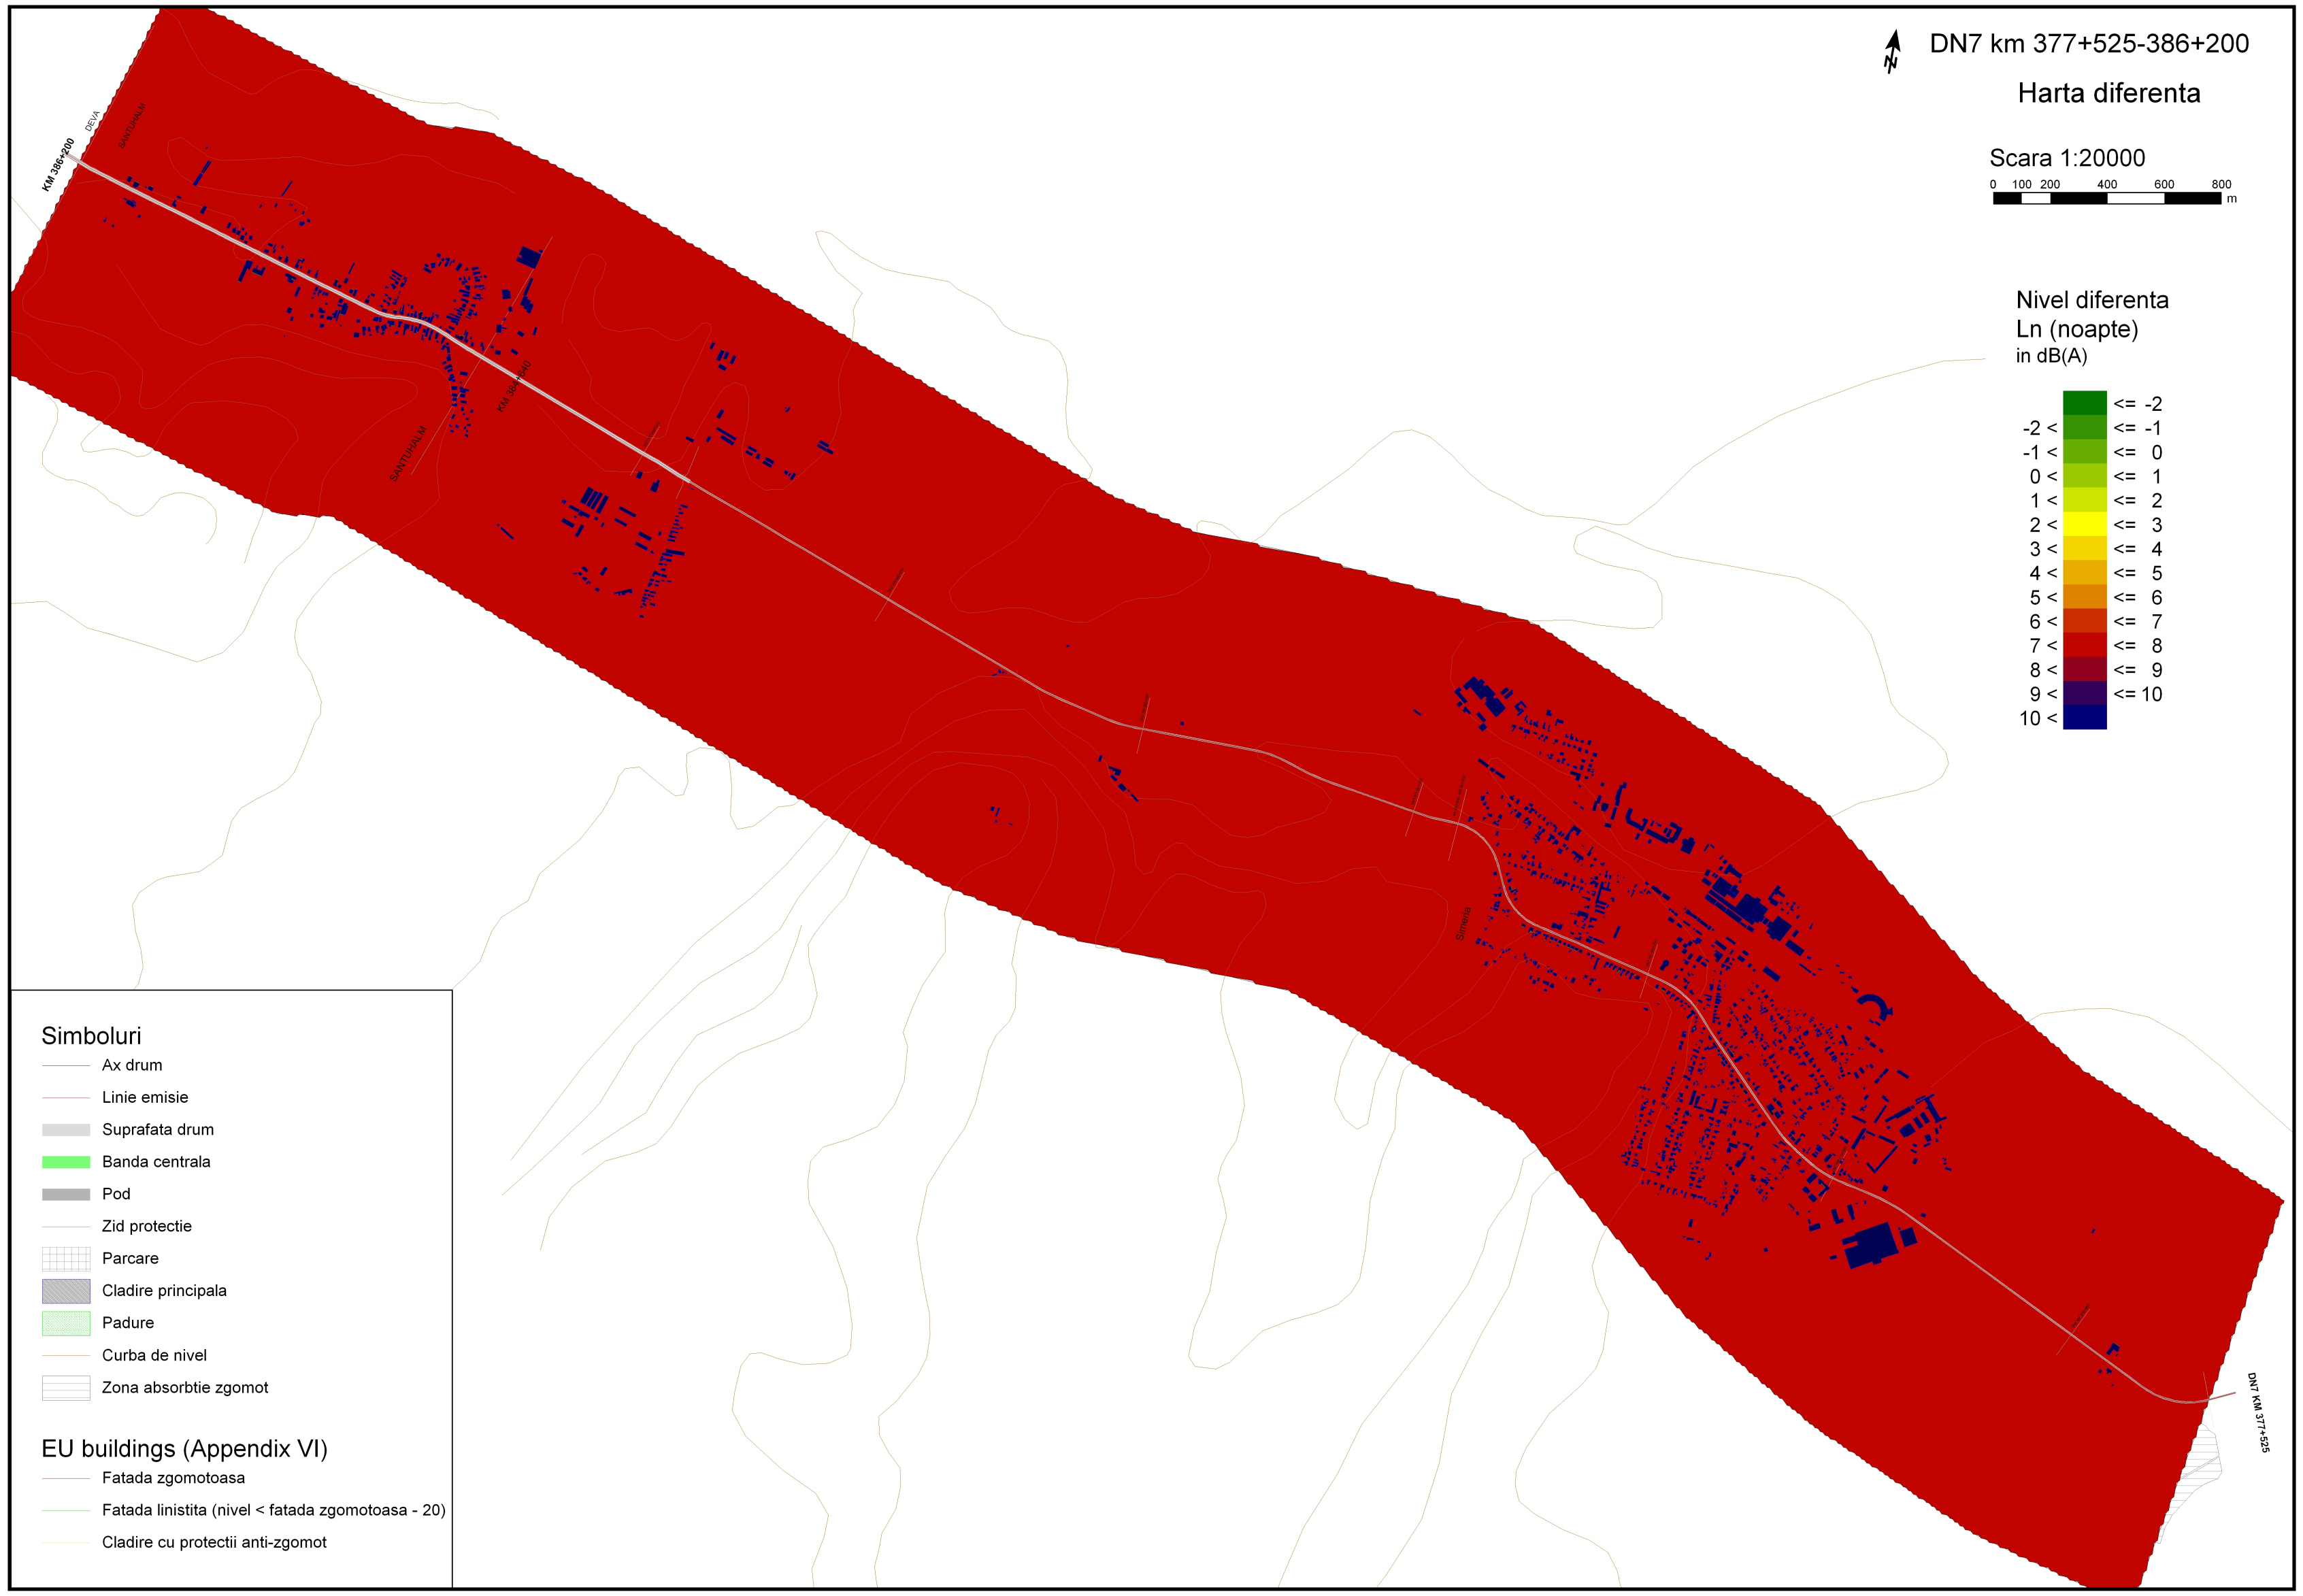 DN7 km 377+525-386+200
Harta diferenta
Scara 1:20000
0 100 200 400 600 800
m
Nivel diferenta
Ln (noapte)
in dB(A)
<= -2
-2 < <= -1
-1 < <= 0
0 < <= 1
1 < <= 2
2 < <= 3
3 < <= 4
4 < <= 5
5 < <= 6
6 < <= 7
7 < <= 8
8 < <= 9
9 < <= 10
10 <
KM 386+200
DEVA
SANTUHALM
SANTUHALM
KM 384+640
Simeria
DN7 KM 377+525
Simboluri
Ax drum
Linie emisie
Suprafata drum
Banda centrala
Pod
Zid protectie
Parcare
Cladire principala
Padure
Curba de nivel
Zona absorbtie zgomot
EU buildings (Appendix VI)
Fatada zgomotoasa
Fatada linistita (nivel < fatada zgomotoasa - 20)
Cladire cu protectii anti-zgomot